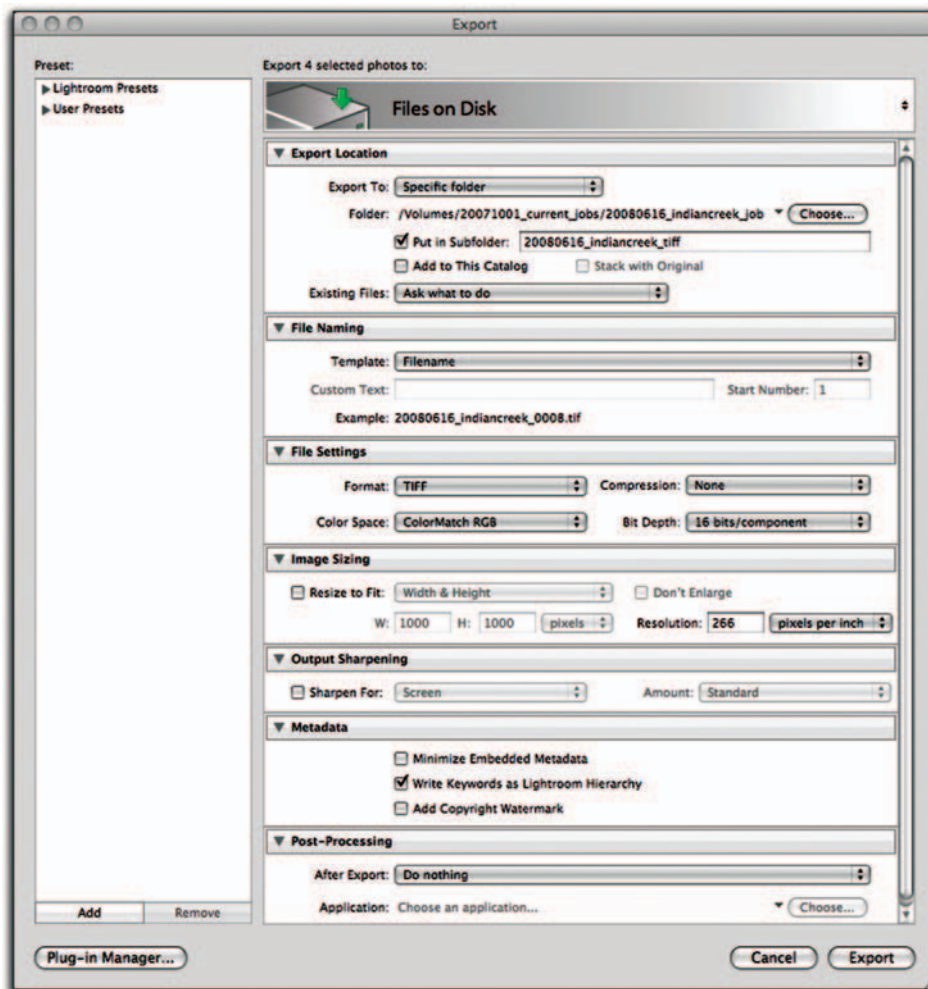 Export
Preset:
Lightroom Presets
User Presets
Add
Remove
Export 4 selected photos to:
Files on Disk
Export Location
Export To: Specific folder
Folder: /Volumes/20071001_current_jobs/20080616_indiancreek_job Choose...
Put in Subfolder: 20080616_indiancreek_tiff
Add to This Catalog Stack with Original
Existing Files: Ask what to do
File Naming
Template: Filename
Custom Text: Start Number: 1
Example: 20080616_indiancreek_0008.tif
File Settings
Format: TIFF Compression: None
Color Space: ColorMatch RGB Bit Depth: 16 bits/component
Image Sizing
Resize to Fit: Width & Height Don't Enlarge
W: 1000 H: 1000 pixels Resolution: 266 pixels per inch
Output Sharpening
Sharpen For: Screen Amount: Standard
Metadata
Minimize Embedded Metadata
Write Keywords as Lightroom Hierarchy
Add Copyright Watermark
Post-Processing
After Export: Do nothing
Application: Choose an application... Choose...
Plug-in Manager... Cancel Export